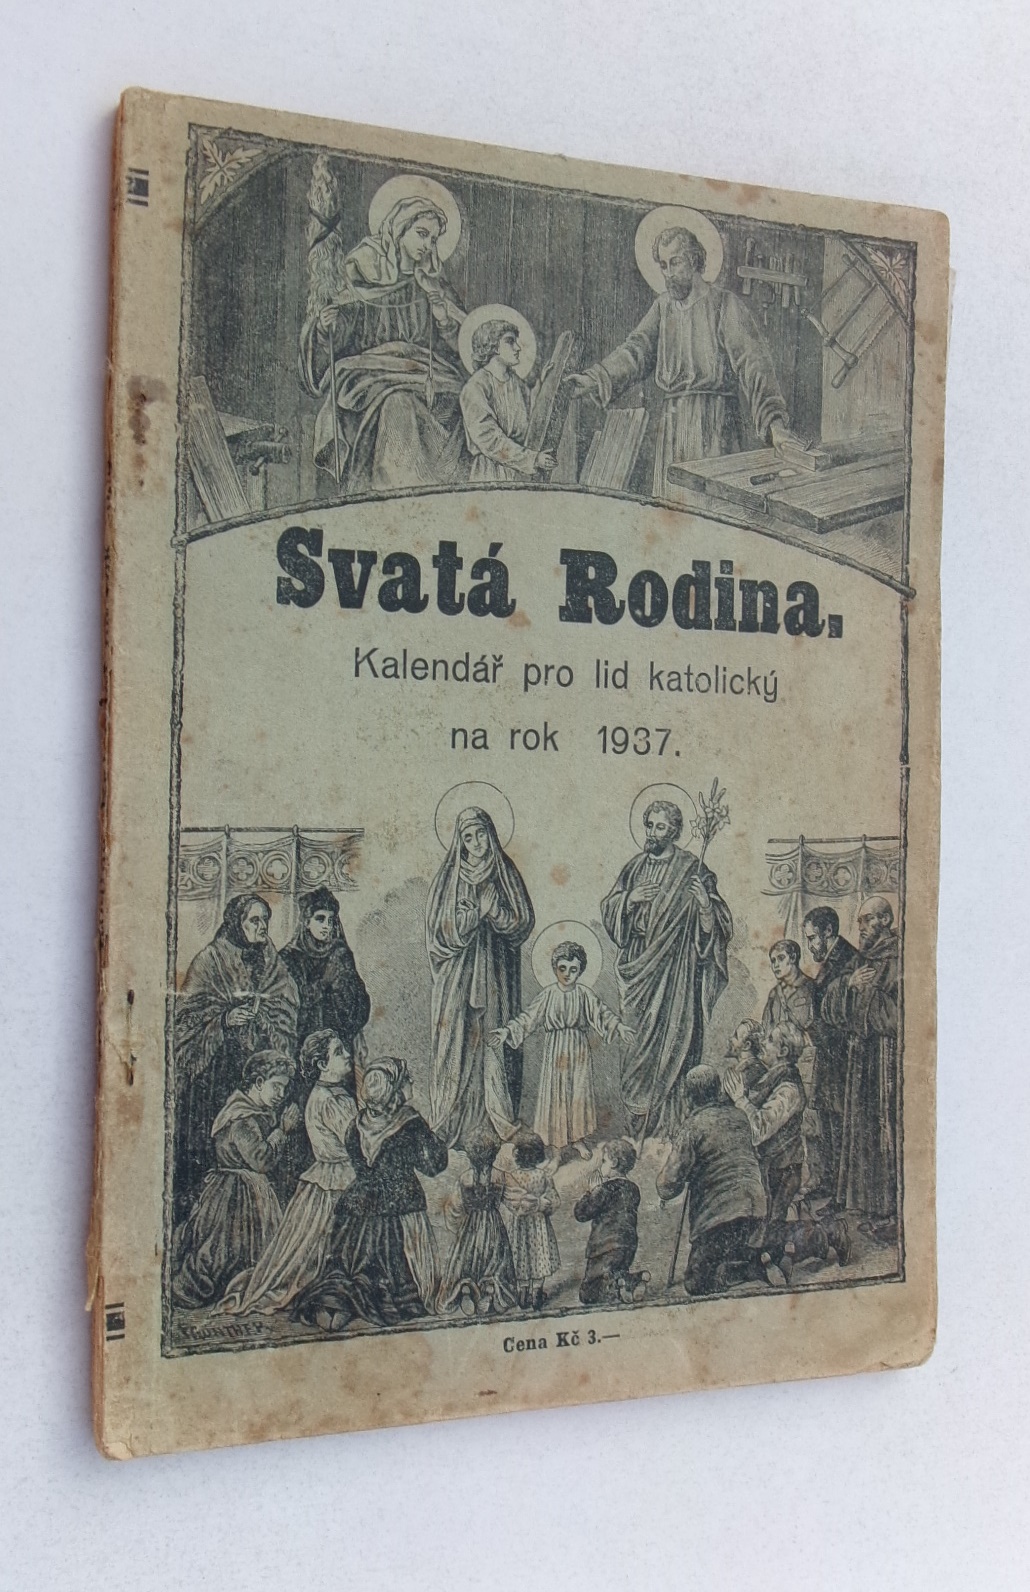 Svatá Rodina.
Kalendář pro lid katolický
na rok 1937.
Cena Kč 3.—